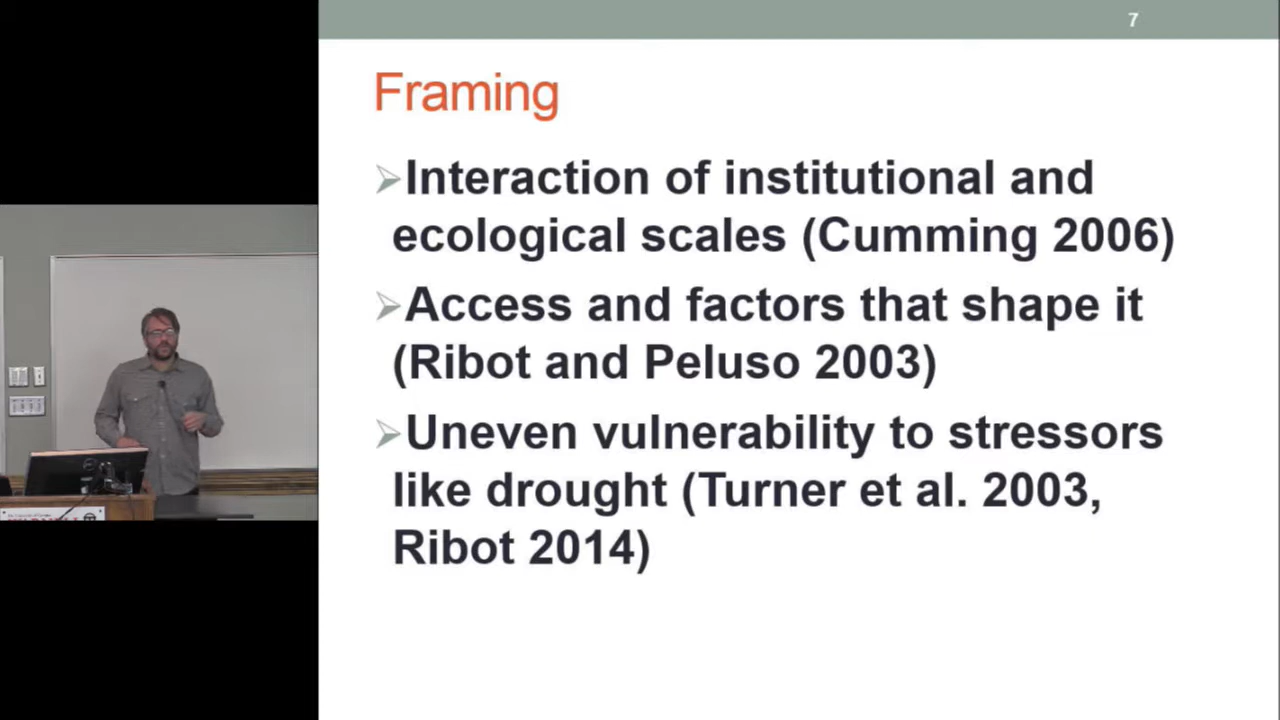 7
Framing
➢Interaction of institutional and
ecological scales (Cumming 2006)
➢Access and factors that shape it
(Ribot and Peluso 2003)
➢Uneven vulnerability to stressors
like drought (Turner et al. 2003,
Ribot 2014)